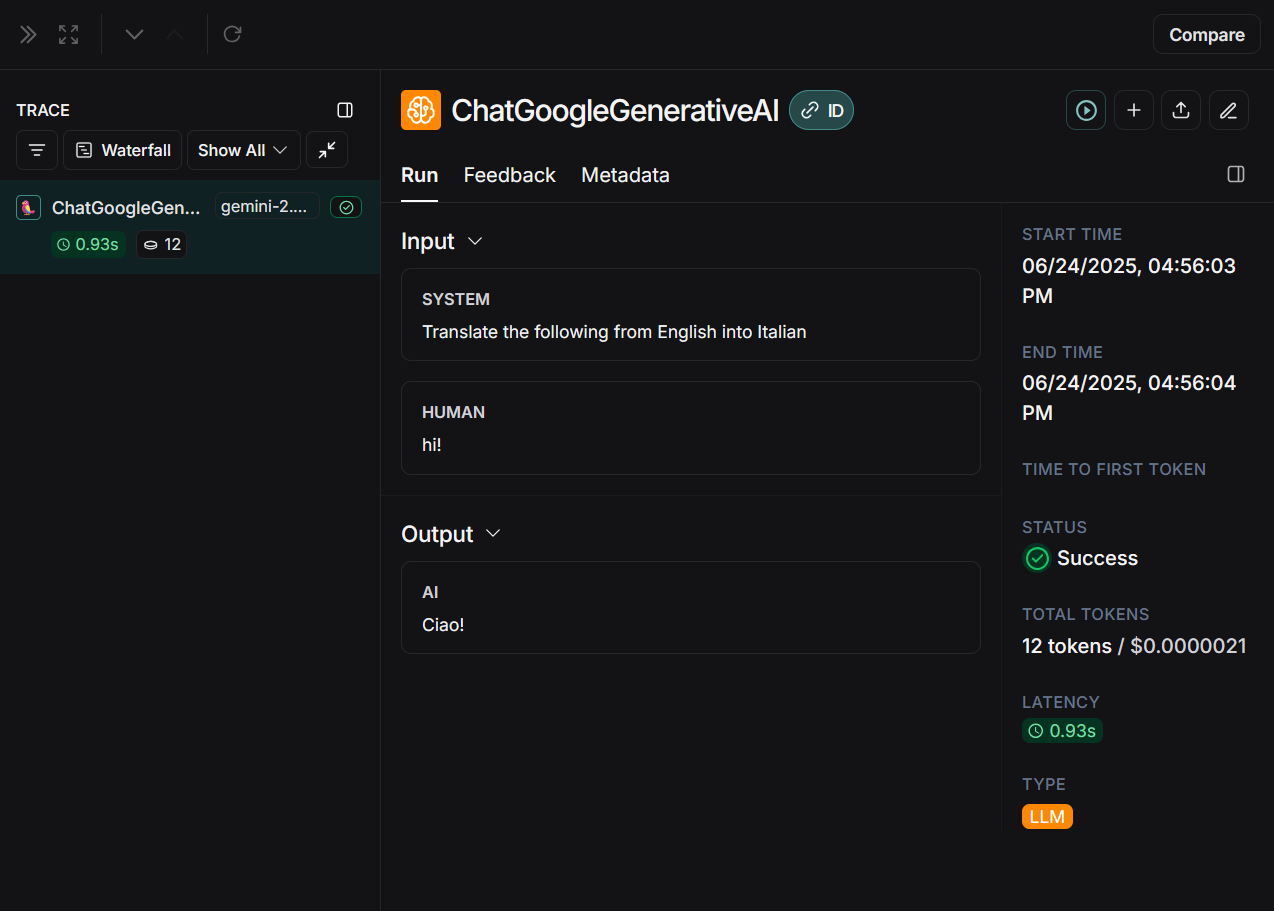 Compare
TRACE
Waterfall
Show All
ChatGoogleGen...
gemini-2....
0.93s
12
ChatGoogleGenerativeAI
ID
Run
Feedback
Metadata
Input
SYSTEM
Translate the following from English into Italian
HUMAN
hi!
Output
AI
Ciao!
START TIME
06/24/2025, 04:56:03
PM
END TIME
06/24/2025, 04:56:04
PM
TIME TO FIRST TOKEN
STATUS
Success
TOTAL TOKENS
12 tokens / $0.0000021
LATENCY
0.93s
TYPE
LLM